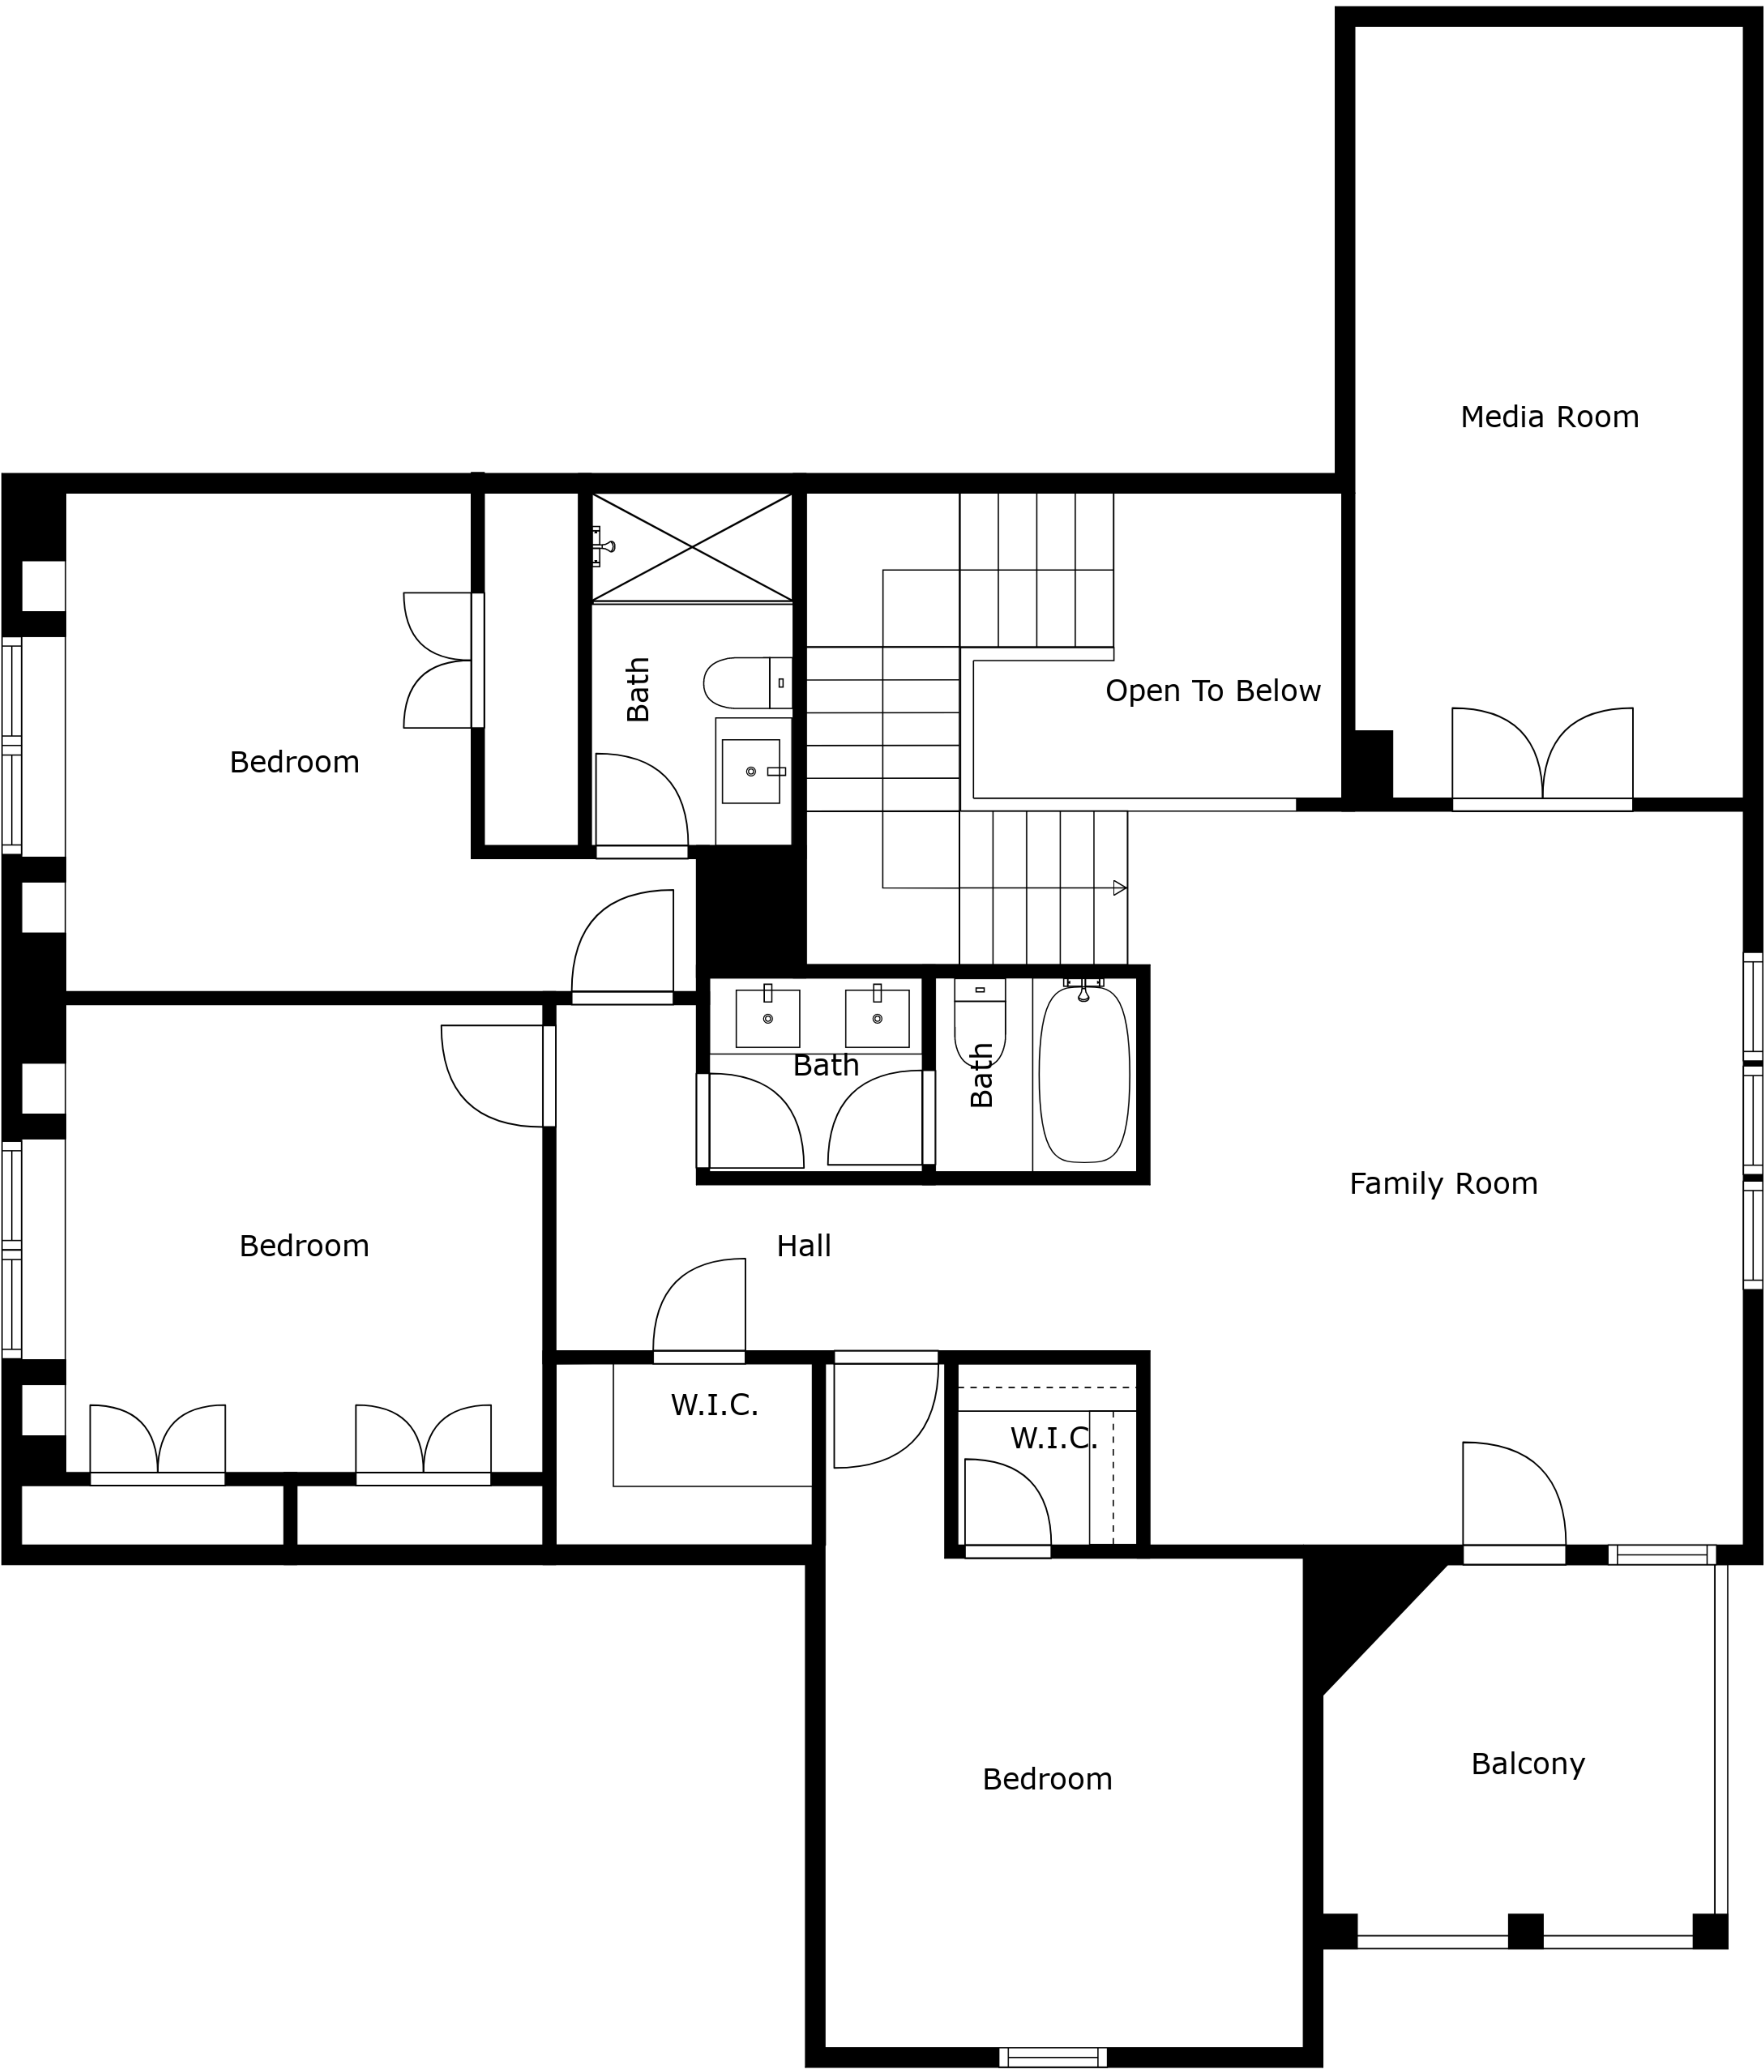 Media Room
Bath
Open To Below
Bedroom
Bath
Bath
Family Room
Bedroom
Hall
W.I.C.
W.I.C.
Balcony
Bedroom